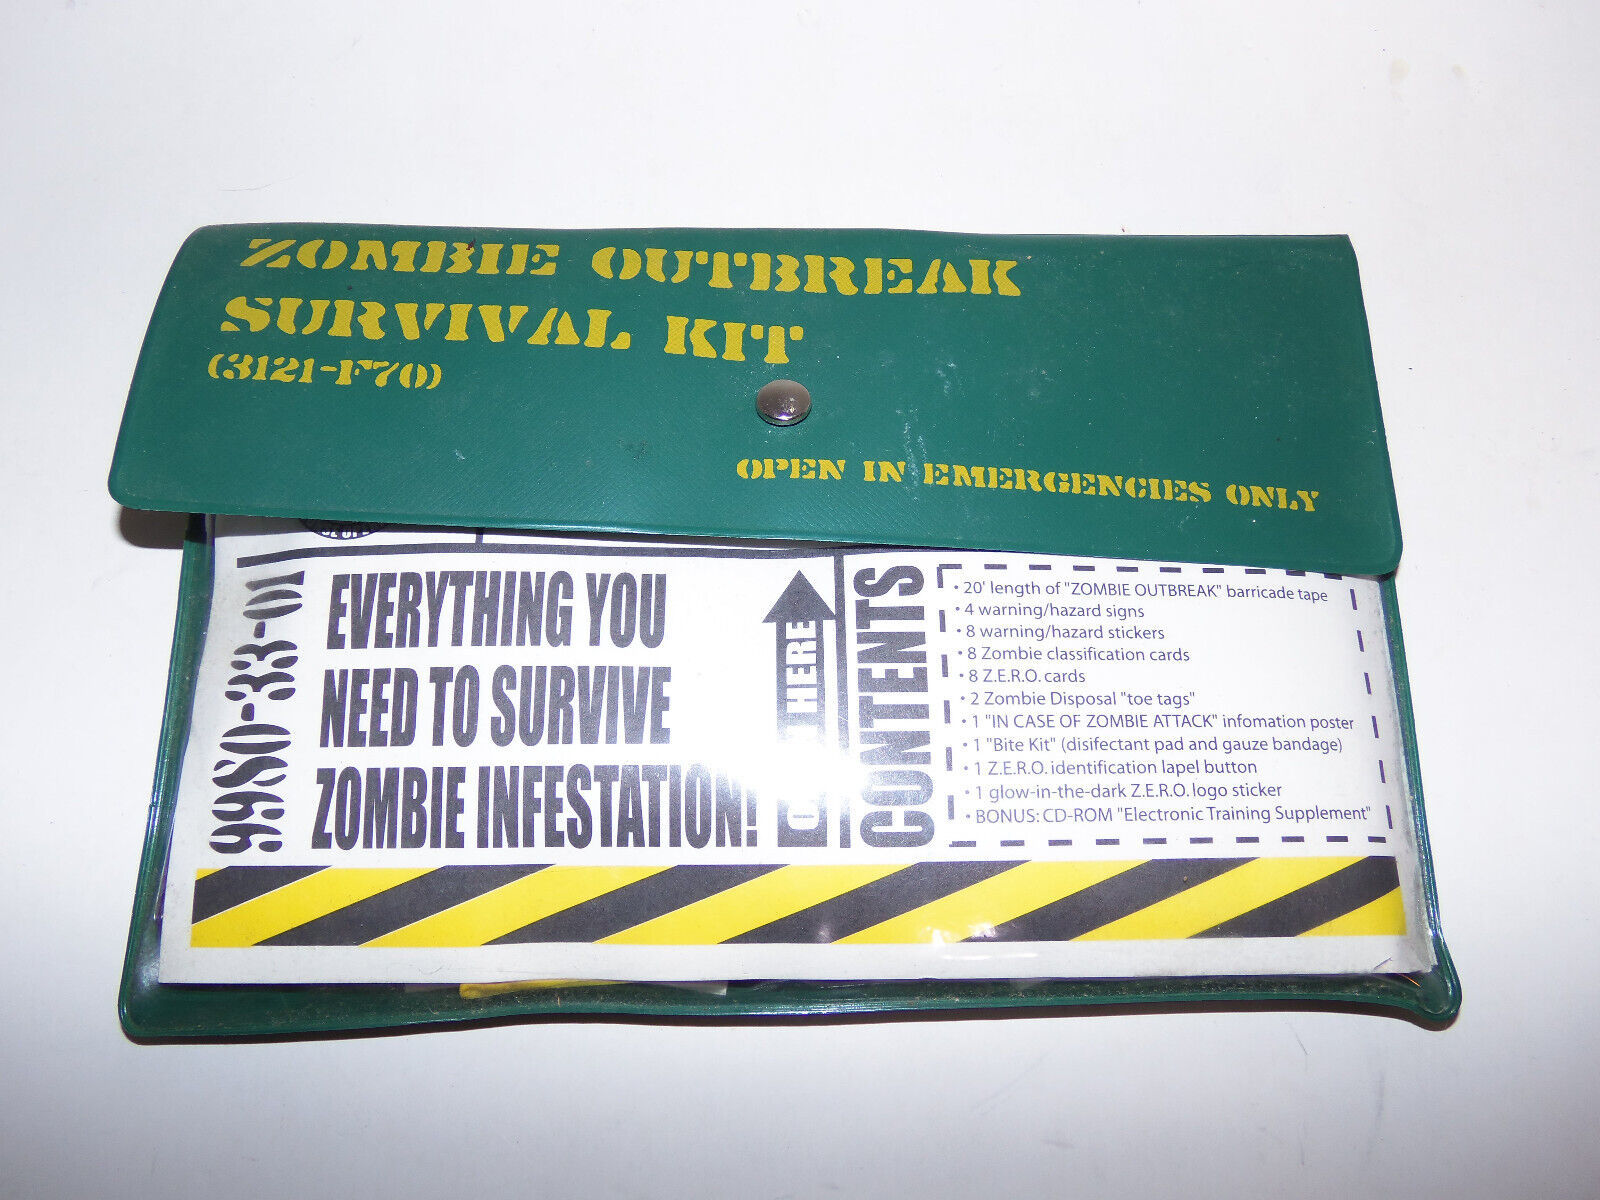 ZOMBIE OUTBREAK
SURVIVAL KIT
(3121-F70)
OPEN IN EMERGENCIES ONLY
99S0-33-01
EVERYTHING YOU
NEED TO SURVIVE
ZOMBIE INFESTATION!
HERE
CONTENTS
• 20' length of "ZOMBIE OUTBREAK" barricade tape
• 4 warning/hazard signs
• 8 warning/hazard stickers
• 8 Zombie classification cards
• 8 Z.E.R.O. cards
• 2 Zombie Disposal "toe tags"
• 1 "IN CASE OF ZOMBIE ATTACK" infomation poster
• 1 "Bite Kit" (disifectant pad and gauze bandage)
• 1 Z.E.R.O. identification lapel button
• 1 glow-in-the-dark Z.E.R.O. logo sticker
• BONUS: CD-ROM "Electronic Training Supplement"